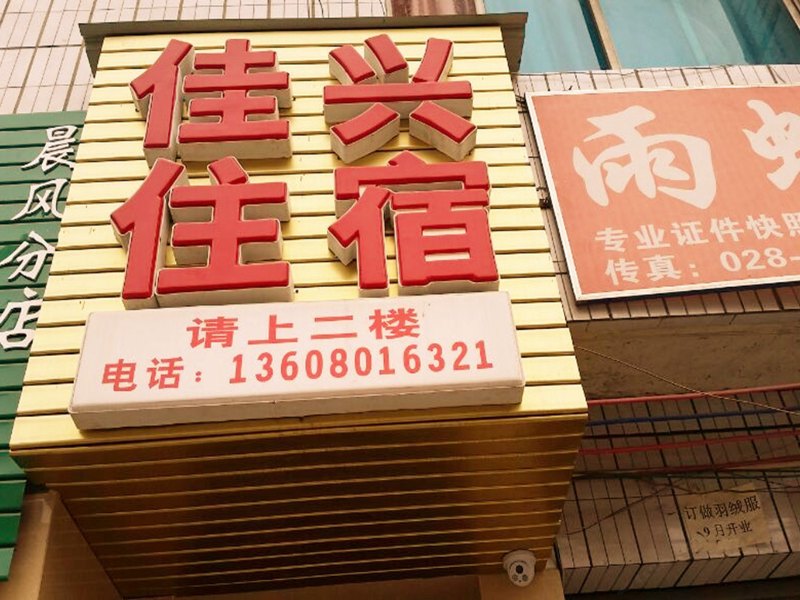 晨风分店
佳兴
住宿
请上二楼
电话：13608016321
雨
专业证件快照
传真：028-
订做羽绒服
9月开业